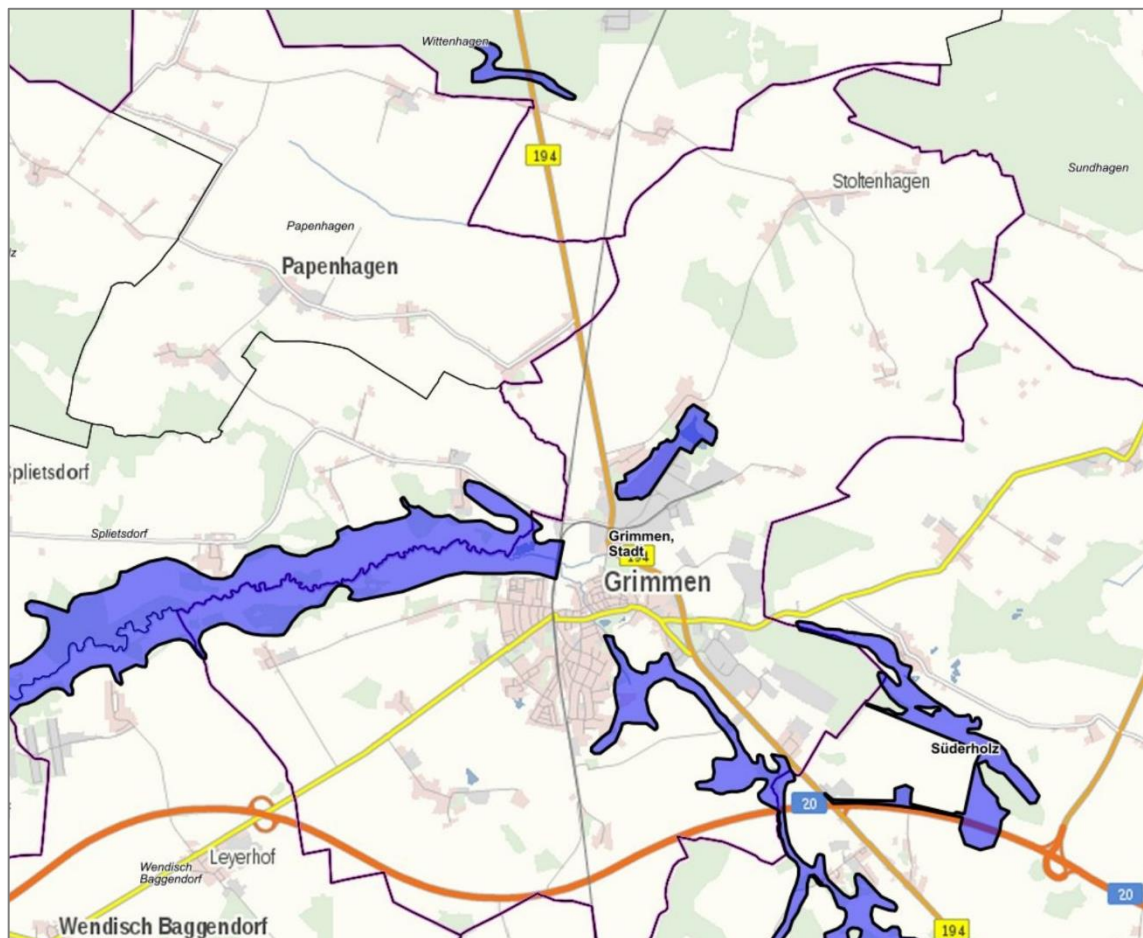 Wittenhagen
194
Sundhagen
Stoltenhagen
Papenhagen
Papenhagen
Splietsdorf
Splietsdorf
Grimmen,
Stadt
194
Grimmen
Süderholz
20
Leyerhof
Wendisch
Baggendorf
20
Wendisch Baggendorf
194